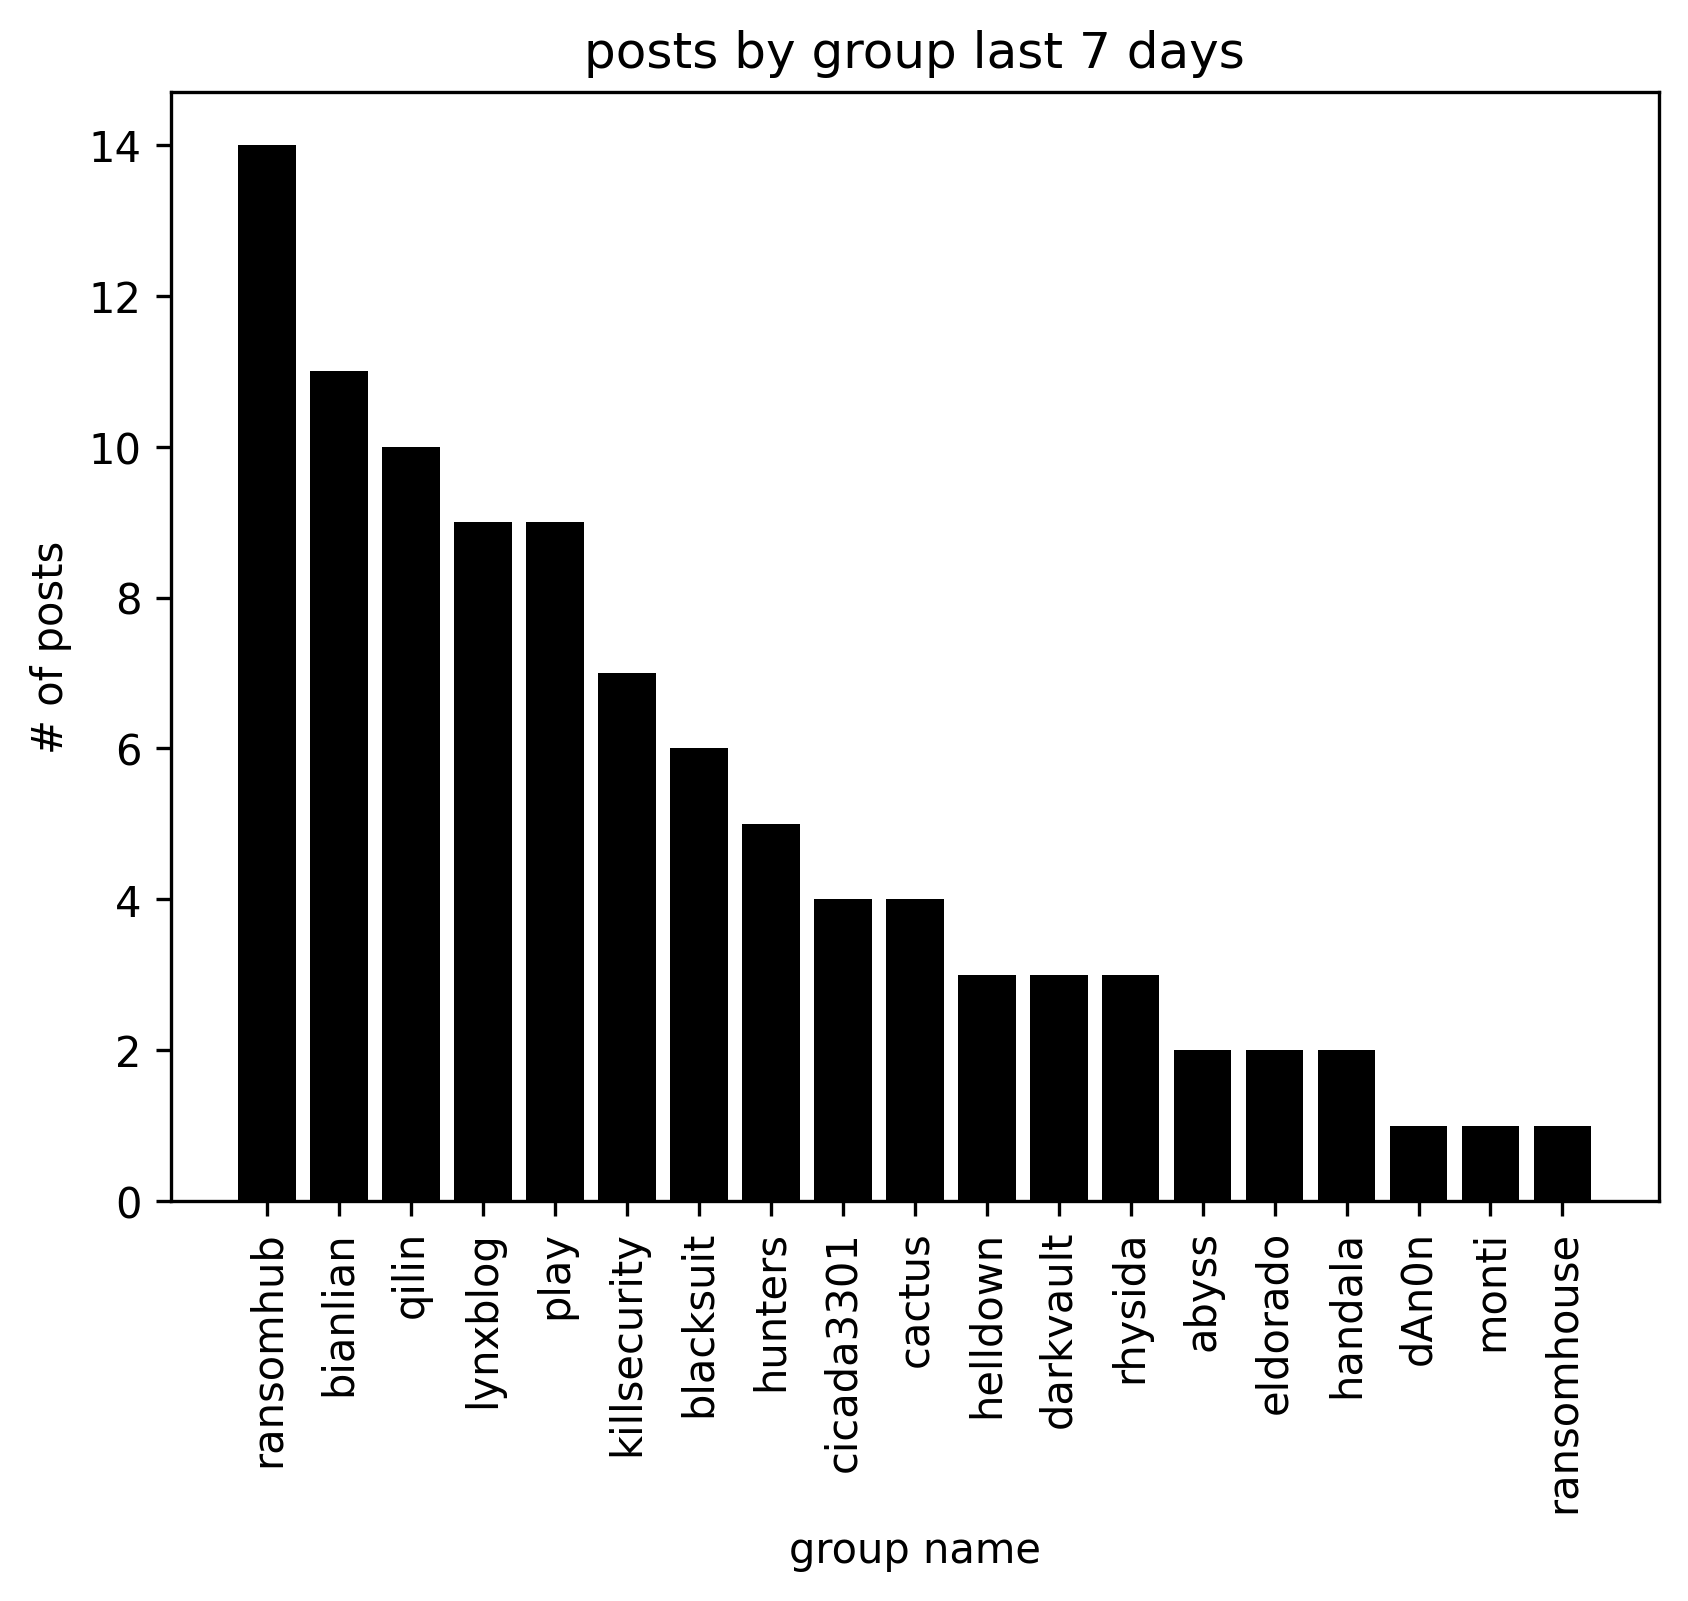 posts by group last 7 days
14
12
10
8
6
4
2
0
# of posts
ransomhub
bianlian
qilin
lynxblog
play
killsecurity
blacksuit
hunters
cicada3301
cactus
helldown
darkvault
rhysida
abyss
eldorado
handala
dAn0n
monti
ransomhouse
group name